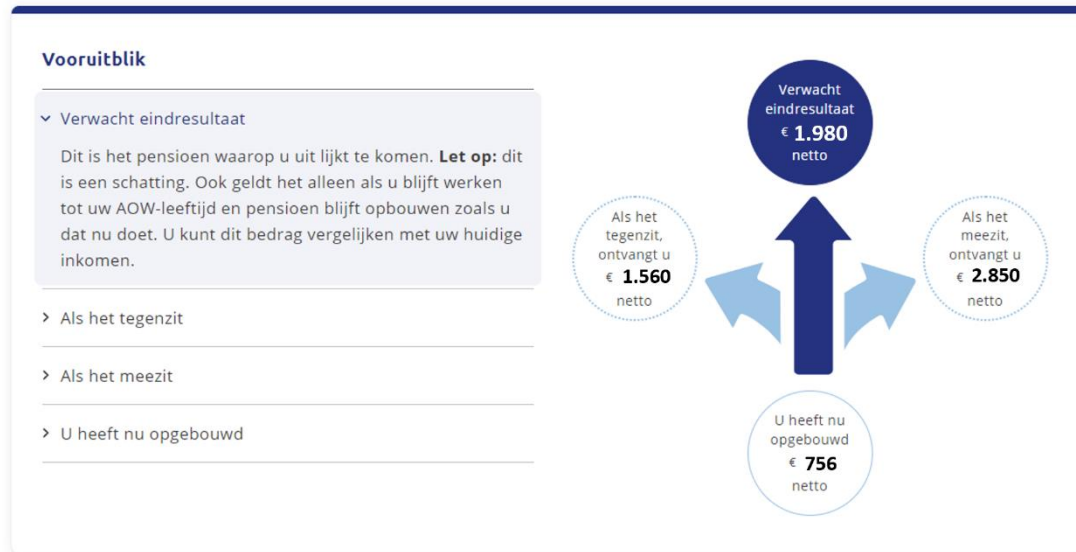 Vooruitblik
Verwacht eindresultaat
Dit is het pensioen waarop u uit lijkt te komen. Let op: dit
is een schatting. Ook geldt het alleen als u blijft werken
tot uw AOW-leeftijd en pensioen blijft opbouwen zoals u
dat nu doet. U kunt dit bedrag vergelijken met uw huidige
inkomen.
Als het tegenzit
Als het meezit
U heeft nu opgebouwd
Verwacht
eindresultaat
€ 1.980
netto
Als het
tegenzit,
ontvangt u
€ 1.560
netto
Als het
meezit,
ontvangt u
€ 2.850
netto
U heeft nu
opgebouwd
€ 756
netto